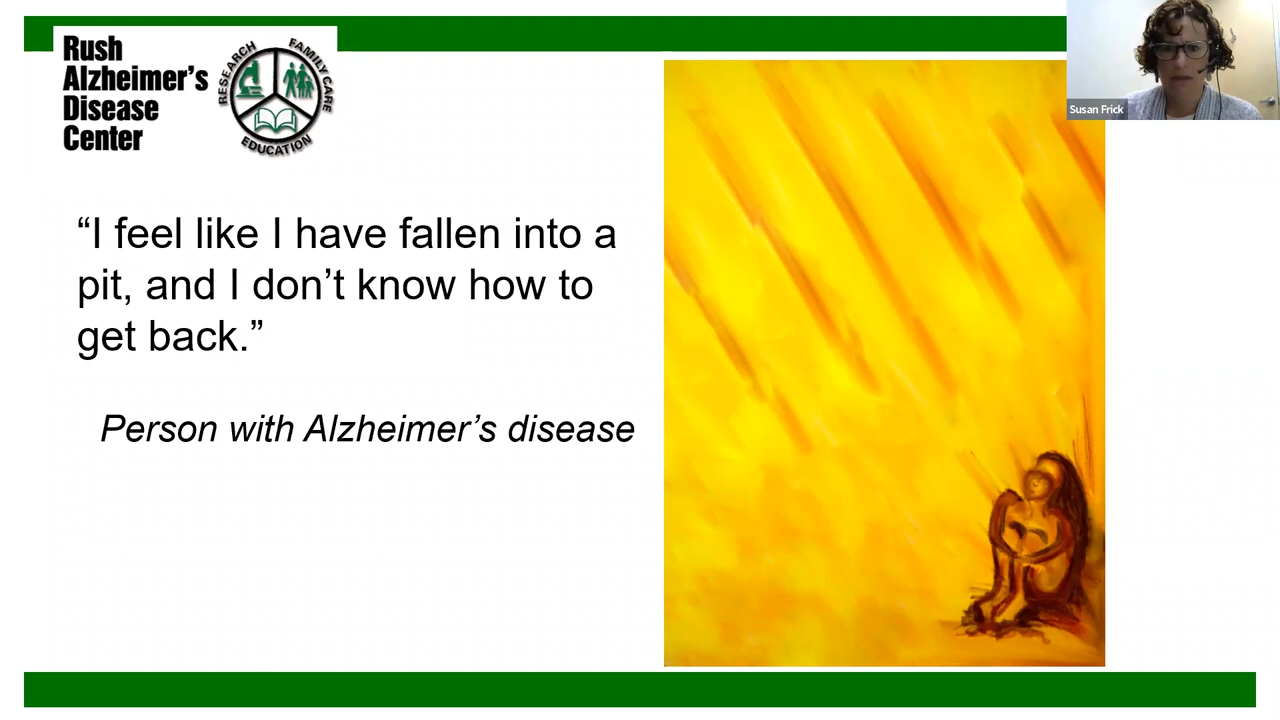 Rush
Alzheimer's
Disease
Center
RESEARCH
FAMILY CARE
EDUCATION
Susan Frick
“I feel like I have fallen into a
pit, and I don’t know how to
get back.”
Person with Alzheimer’s disease